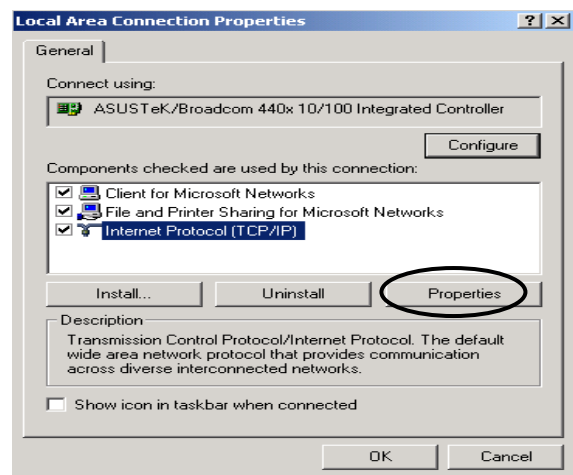 Local Area Connection Properties
General
Connect using:
ASUSTeK/Broadcom 440x 10/100 Integrated Controller
Configure
Components checked are used by this connection:
Client for Microsoft Networks
File and Printer Sharing for Microsoft Networks
Internet Protocol (TCP/IP)
Install...
Uninstall
Properties
Description
Transmission Control Protocol/Internet Protocol. The default
wide area network protocol that provides communication
across diverse interconnected networks.
Show icon in taskbar when connected
OK
Cancel